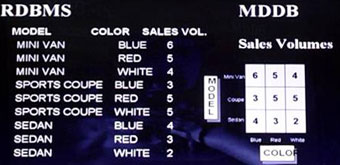 RDBMS
MODEL COLOR SALES VOL.
MINI VAN BLUE 6
MINI VAN RED 5
MINI VAN WHITE 4
SPORTS COUPE BLUE 3
SPORTS COUPE RED 5
SPORTS COUPE WHITE 5
SEDAN BLUE 4
SEDAN RED 3
SEDAN WHITE 2
MDDB
Sales Volumes
MODEL
Mini Van 6 5 4
Coupe 3 5 5
Sedan 4 3 2
Blue Red White
COLOR